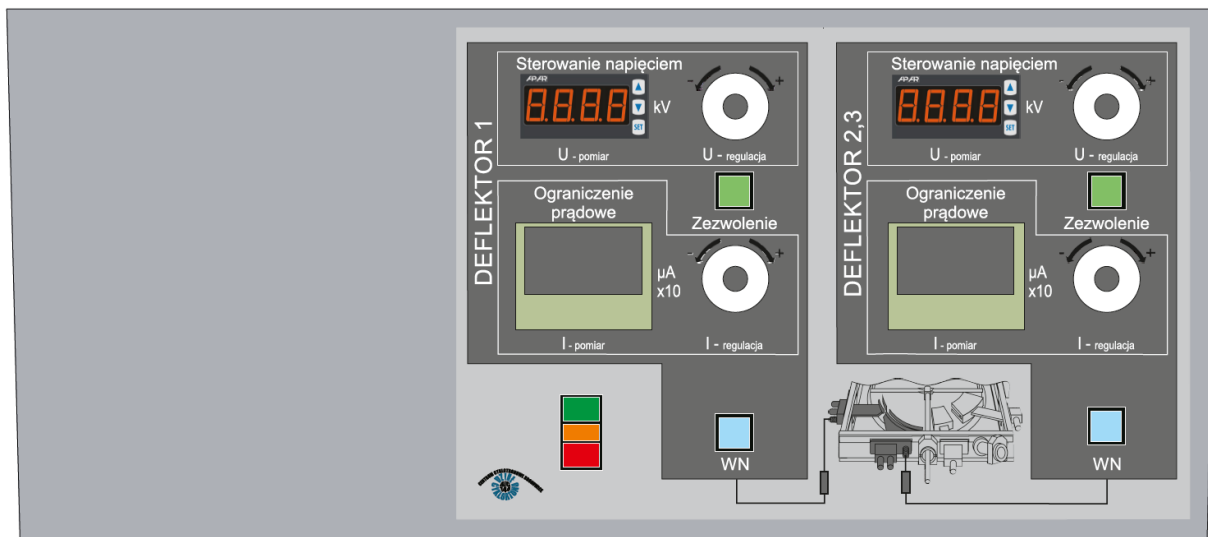 DEFLEKTOR 1
Sterowanie napięciem
APAR
8.8.8.8
SET
kV
- +
U - pomiar
U - regulacja
Zezwolenie
Ograniczenie
prądowe
µA
x10
- +
I - pomiar
I - regulacja
WN
DEFLEKTOR 2,3
Sterowanie napięciem
APAR
8.8.8.8
SET
kV
- +
U - pomiar
U - regulacja
Zezwolenie
Ograniczenie
prądowe
µA
x10
- +
I - pomiar
I - regulacja
WN